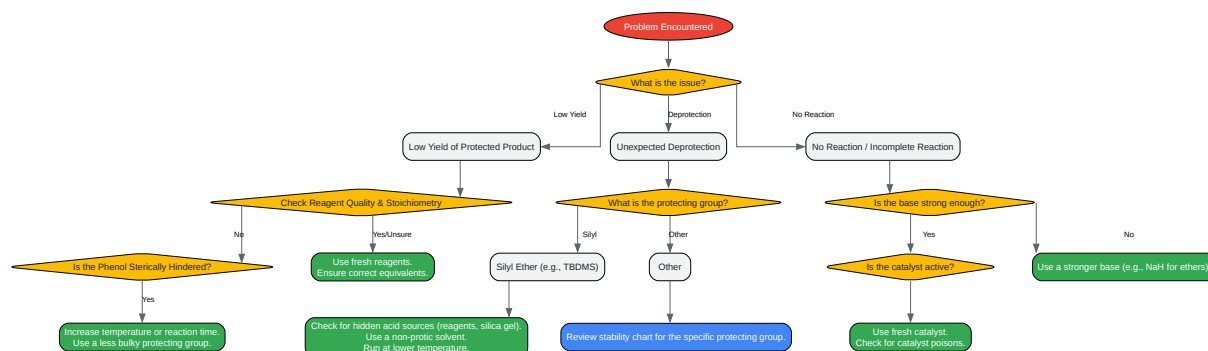 Problem Encountered
What is the issue?
Low Yield
Deprotection
No Reaction
Low Yield of Protected Product
Unexpected Deprotection
No Reaction / Incomplete Reaction
Check Reagent Quality & Stoichiometry
What is the protecting group?
Is the base strong enough?
No
Yes/Unsure
Silyl
Other
Yes
No
Is the Phenol Sterically Hindered?
Use fresh reagents.
Ensure correct equivalents.
Silyl Ether (e.g., TBDMS)
Other
Is the catalyst active?
Use a stronger base (e.g., NaH for ethers)
Yes
Increase temperature or reaction time.
Use a less bulky protecting group.
Check for hidden acid sources (reagents, silica gel).
Use a non-protic solvent.
Run at lower temperature.
Review stability chart for the specific protecting group.
Use fresh catalyst.
Check for catalyst poisons.